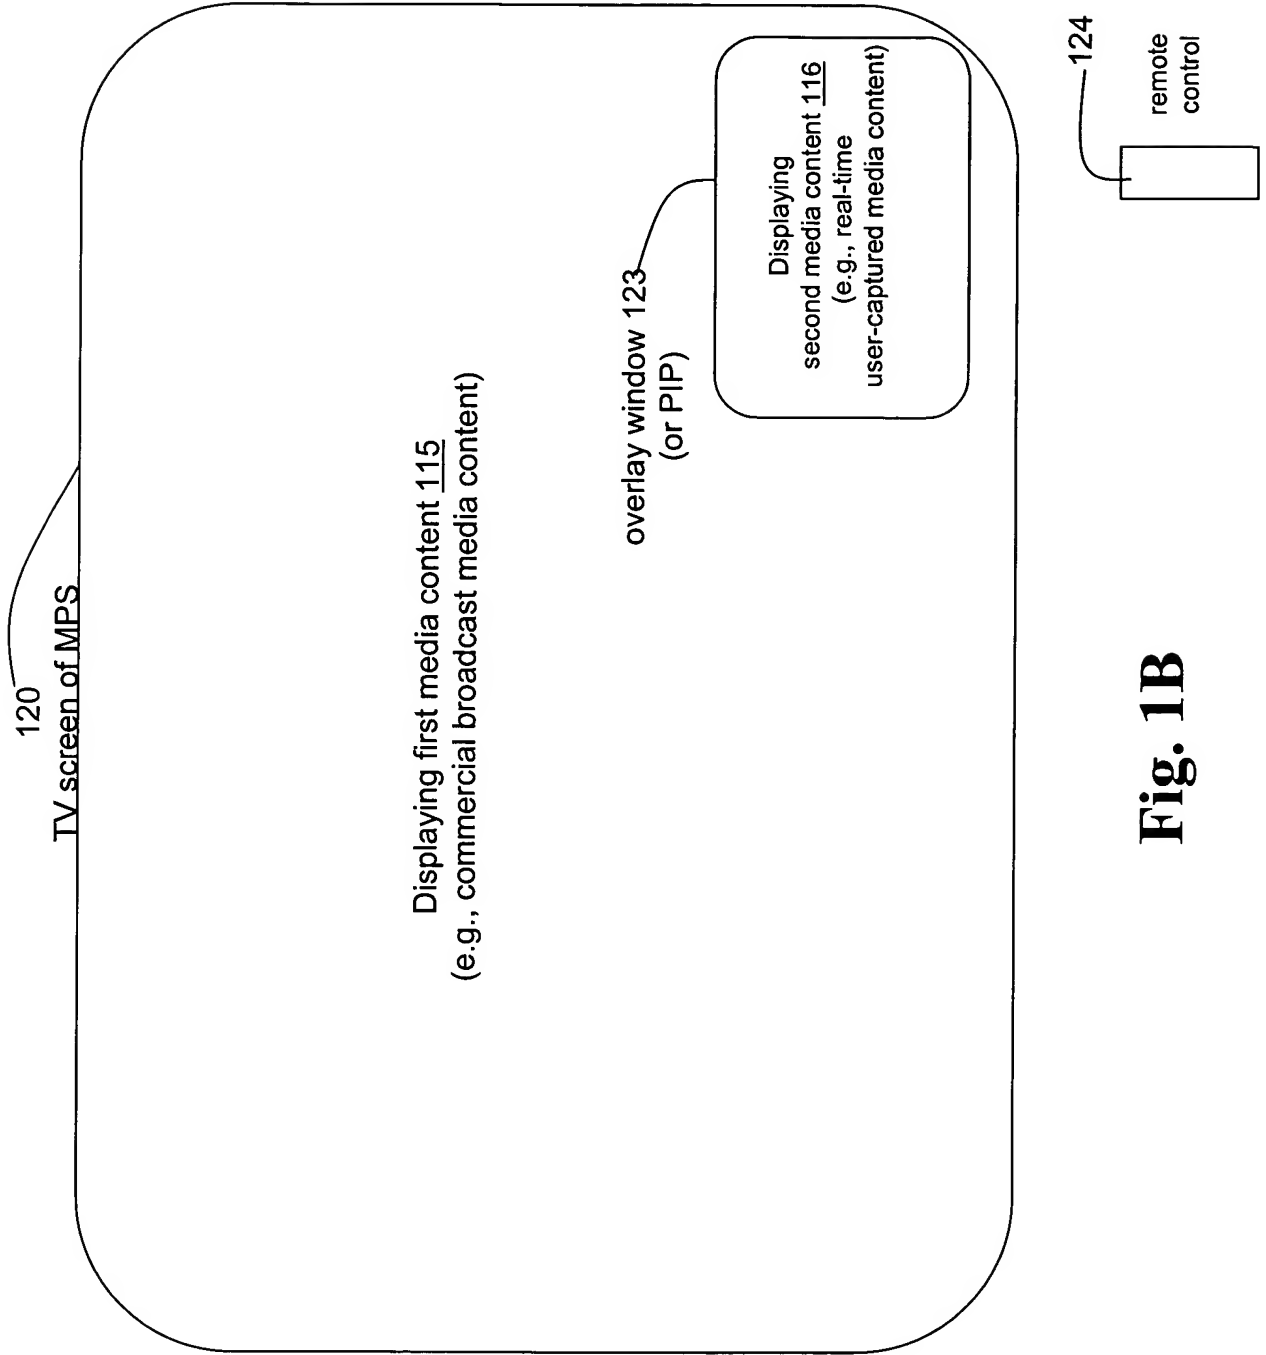 120
TV screen of MPS
Displaying first media content 115
(e.g., commercial broadcast media content)
overlay window 123
(or PIP)
Displaying
second media content 116
(e.g., real-time
user-captured media content)
124
remote
control
Fig. 1B